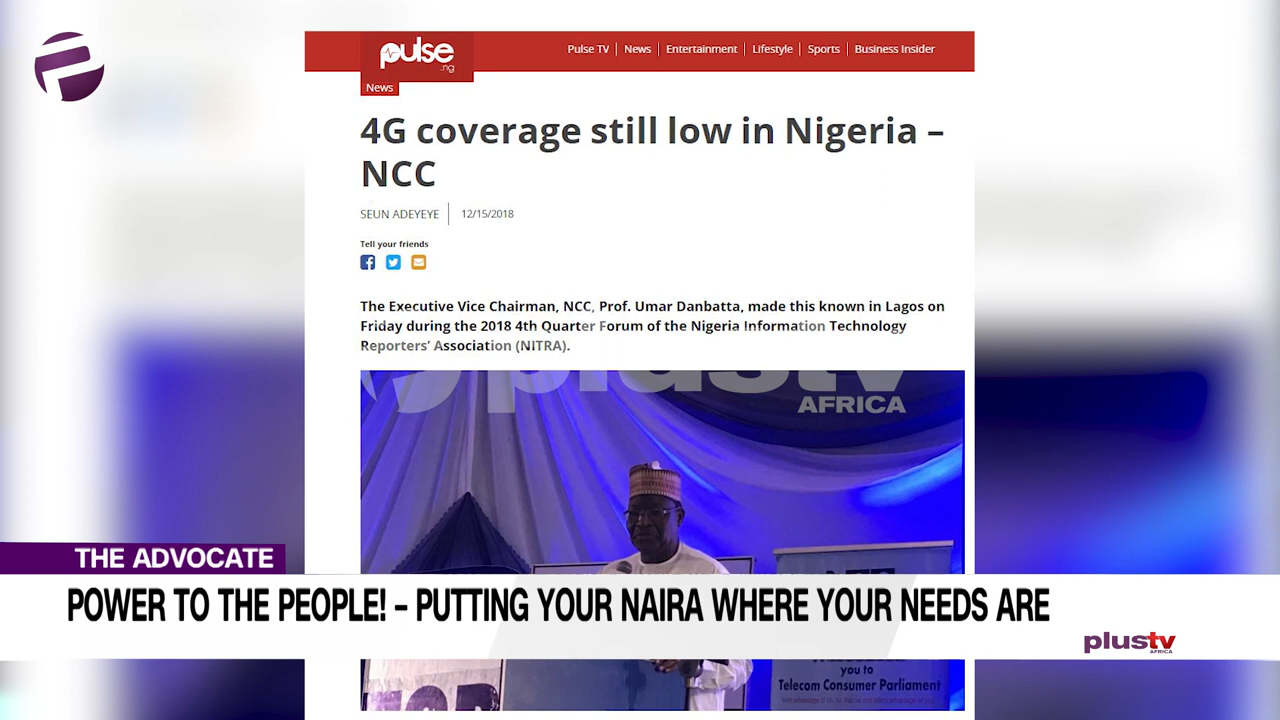 pulse
.ng
Pulse TV
News
Entertainment
Lifestyle
Sports
Business Insider
News
4G coverage still low in Nigeria –
NCC
SEUN ADEYEYE
12/15/2018
Tell your friends
The Executive Vice Chairman, NCC, Prof. Umar Danbatta, made this known in Lagos on
Friday during the 2018 4th Quarter Forum of the Nigeria Information Technology
Reporters' Association (NITRA).
plustv
AFRICA
THE ADVOCATE
POWER TO THE PEOPLE! – PUTTING YOUR NAIRA WHERE YOUR NEEDS ARE
plustv
AFRICA
you to
Telecom Consumer Parliament